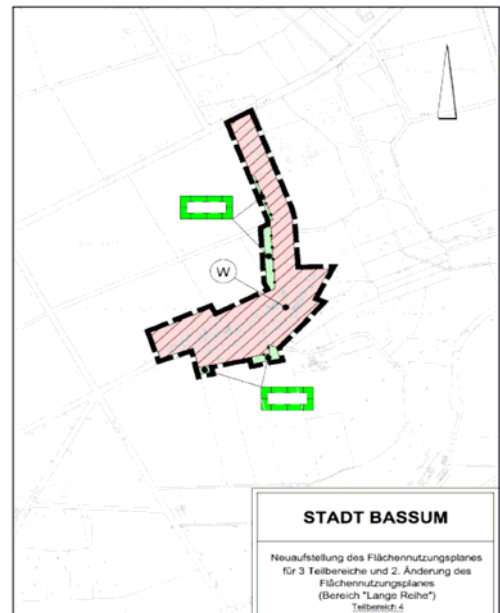 W
STADT BASSUM
Neuaufstellung des Flächennutzungsplanes
für 3 Teilbereiche und 2. Änderung des
Flächennutzungsplanes
(Bereich "Lange Reihe")
Teilbereich 4